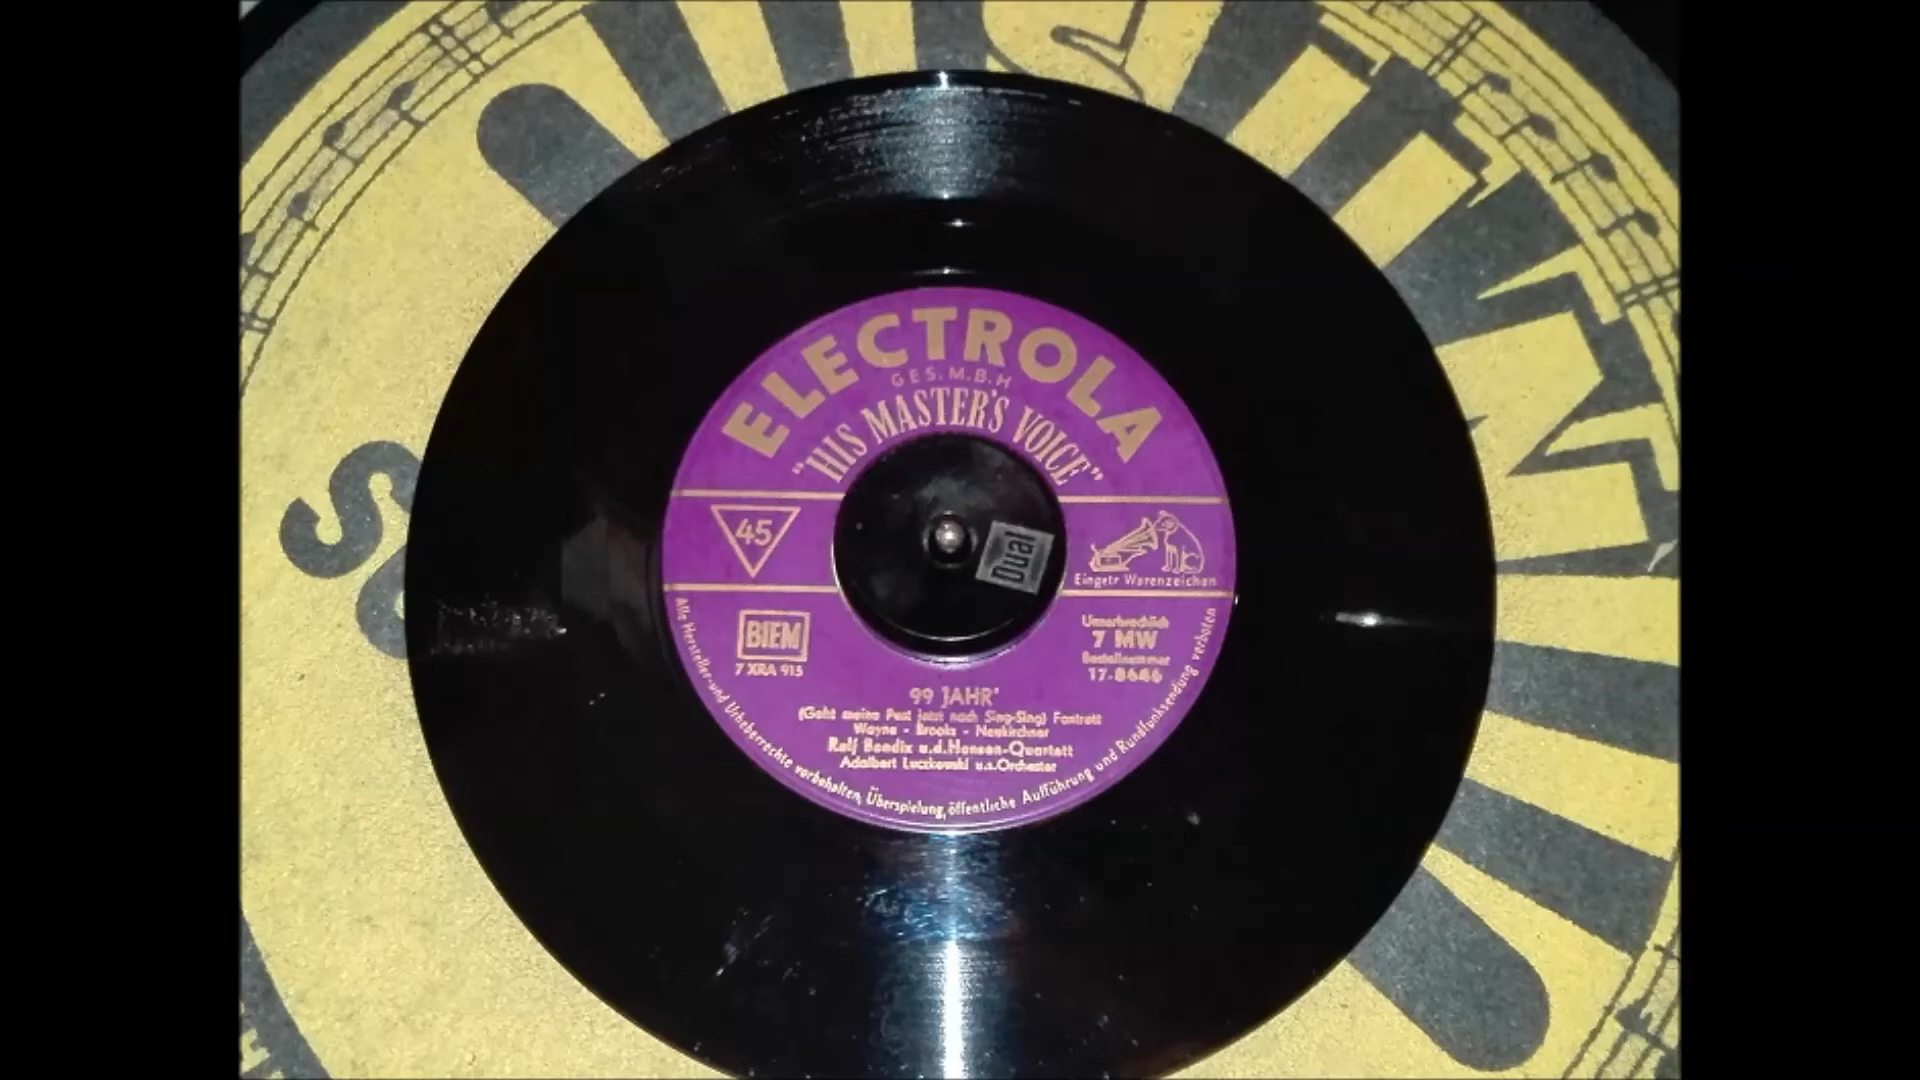 ELECTROLA
GES.M.B.H
"HIS MASTER'S VOICE"
45
Dual
Eingetr Warenzeichen
BIEM
7 XRA 915
Unzerbrechlich
7 MW
Bestellnummer
17-8646
99 JAHR'
(Geht meine Post jetzt nach Sing-Sing) Foxtrott
Wayne - Brooks - Neukirchner
Ralf Bendix u.d.Hansen-Quartett
Adalbert Luczkowski u.s.Orchester
Alle Hersteller-und Urheberrechte vorbehalten, Überspielung, öffentliche Aufführung und Rundfunksendung verboten